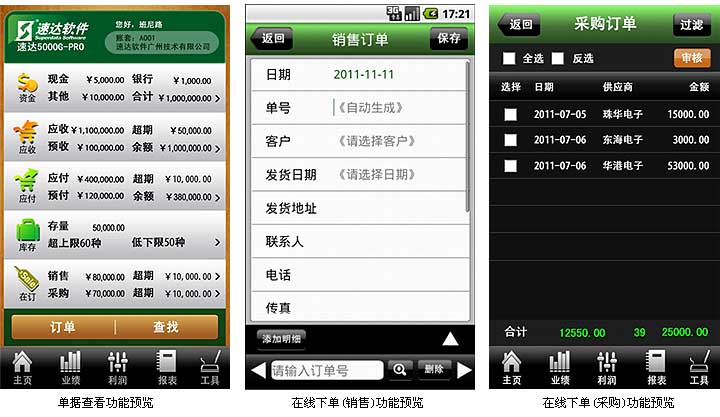 速达软件
Superdata Software
速达5000G-PRO
您好，班尼路
账套：A001
速达软件广州技术有限公司
资金
现金 ￥5,000.00 银行 ￥1,000.00
其他 ￥10,000.00 合计 ￥1,000,000.00
应收
应收 ￥1,100,000.00 超期 ￥50,000.00
预收 ￥100,000.00 余额 ￥1,000,000.00
应付
应付 ￥400,000.00 超期 ￥10,000.00
预付 ￥120,000.00 余额 ￥380,000.00
库存
存量 50,000.00
超上限60种 低下限50种
在订
销售 ￥80,000.00 超期 ￥10,000.00
采购 ￥70,000.00 超期 ￥10,000.00
订单 查找
主页 业绩 利润 报表 工具
单据查看功能预览
3G 17:21
返回 销售订单 保存
日期 2011-11-11
单号 《自动生成》
客户 《请选择客户》
发货日期 《请选择日期》
发货地址
联系人
电话
传真
添加明细
请输入订单号 删除
主页 业绩 利润 报表 工具
在线下单(销售)功能预览
返回 采购订单 过滤
全选 反选 审核
选择 日期 供应商 金额
2011-07-05 珠华电子 15000.00
2011-07-06 东海电子 3000.00
2011-07-06 华港电子 53000.00
合计 12550.00 39 25000.00
主页 业绩 利润 报表 工具
在线下单(采购)功能预览